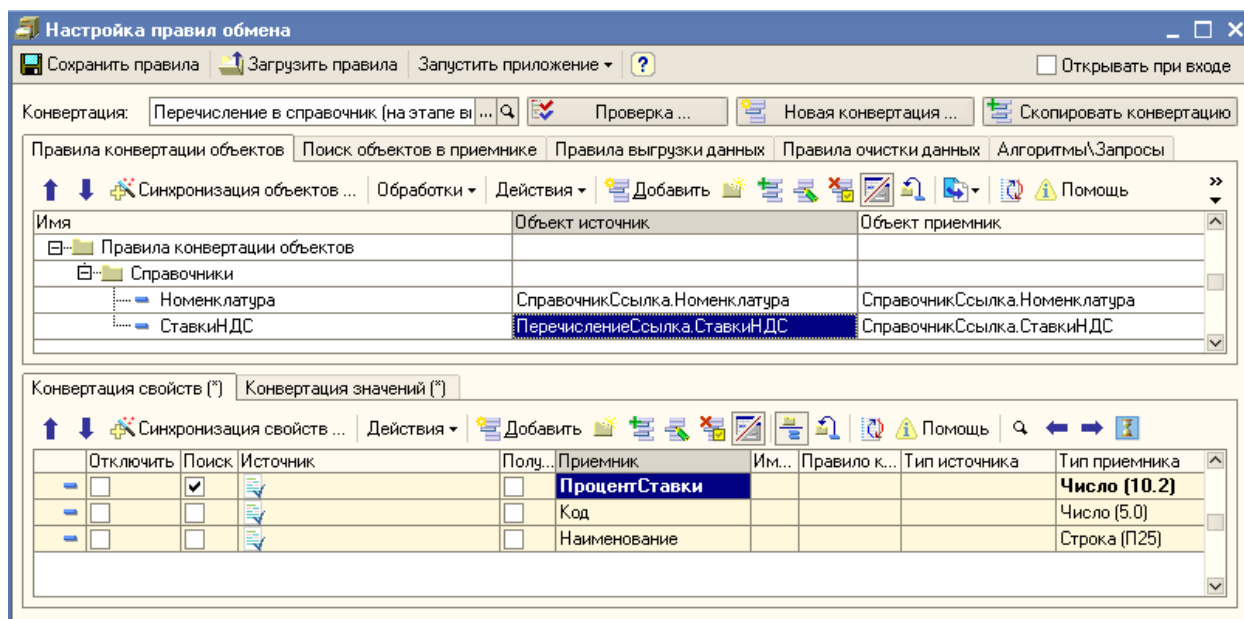 Настройка правил обмена
Сохранить правила Загрузить правила Запустить приложение ? Открывать при входе
Конвертация: Перечисление в справочник (на этапе вы ... Проверка ... Новая конвертация ... Скопировать конвертацию
Правила конвертации объектов Поиск объектов в приемнике Правила выгрузки данных Правила очистки данных Алгоритмы\Запросы
Синхронизация объектов ... Обработки Действия Добавить Помощь »
Имя Объект источник Объект приемник
Правила конвертации объектов
Справочники
Номенклатура СправочникСсылка.Номенклатура СправочникСсылка.Номенклатура
СтавкиНДС ПеречислениеСсылка.СтавкиНДС СправочникСсылка.СтавкиНДС
Конвертация свойств (*) Конвертация значений (*)
Синхронизация свойств ... Действия Добавить Помощь
Отключить Поиск Источник Полу... Приемник Им... Правило к... Тип источника Тип приемника
ПроцентСтавки Число (10.2)
Код Число (5.0)
Наименование Строка (П25)